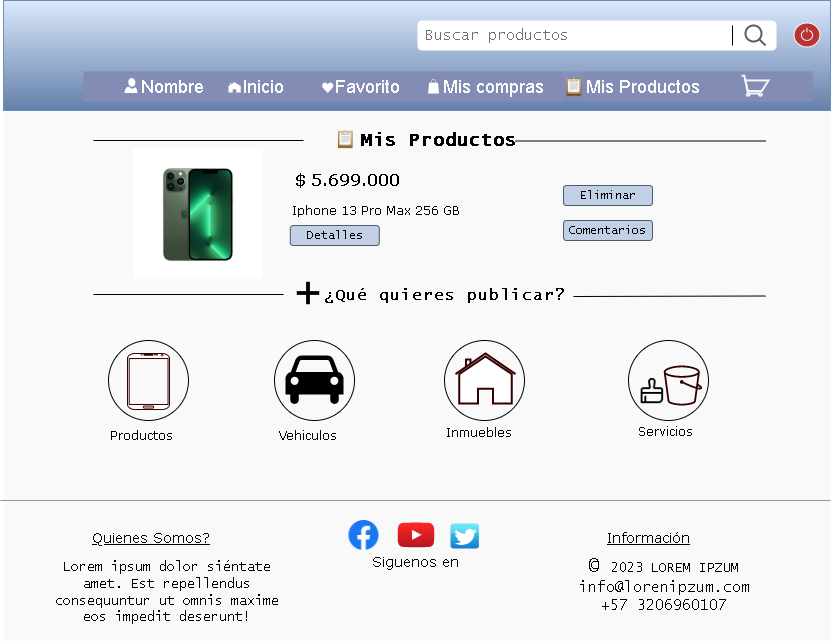 Buscar productos
Nombre Inicio Favorito Mis compras Mis Productos
Mis Productos
$ 5.699.000
Iphone 13 Pro Max 256 GB
Detalles
Eliminar
Comentarios
¿Qué quieres publicar?
Productos Vehiculos Inmuebles Servicios
Quienes Somos?
Lorem ipsum dolor siéntate
amet. Est repellendus
consequuntur ut omnis maxime
eos impedit deserunt!
Siguenos en
Información
© 2023 LOREM IPZUM
info@lorenipzum.com
+57 3206960107